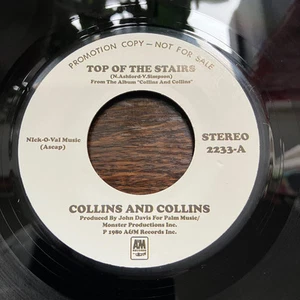 PROMOTION COPY - NOT FOR SALE
TOP OF THE STAIRS
(N.Ashford-V.Simpson)
From The Album "Collins And Collins"
Nick-O-Val Music
(Ascap)
STEREO
2233-A
COLLINS AND COLLINS
Produced By John Davis For Palm Music/
Monster Productions Inc.
P 1980 A&M Records Inc.
A&M